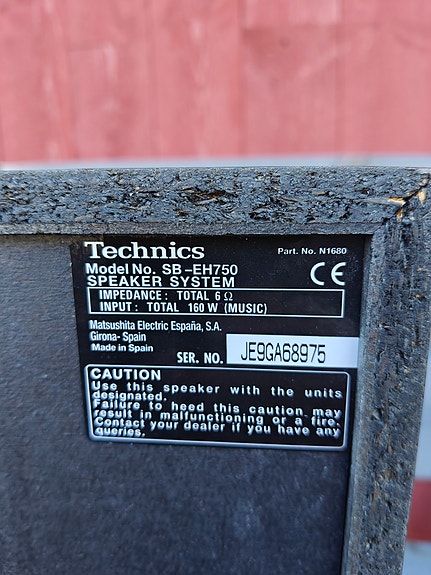 Technics
Part. No. N1680
Model No. SB-EH750
SPEAKER SYSTEM
CE
IMPEDANCE: TOTAL 6 Ω
INPUT: TOTAL 160 W (MUSIC)
Matsushita Electric España, S.A.
Girona- Spain
Made in Spain
SER. NO. JE9GA68975
CAUTION
Use this speaker with the units
designated.
Failure to heed this caution may
result in malfunctioning or a fire.
Contact your dealer if you have any
queries.